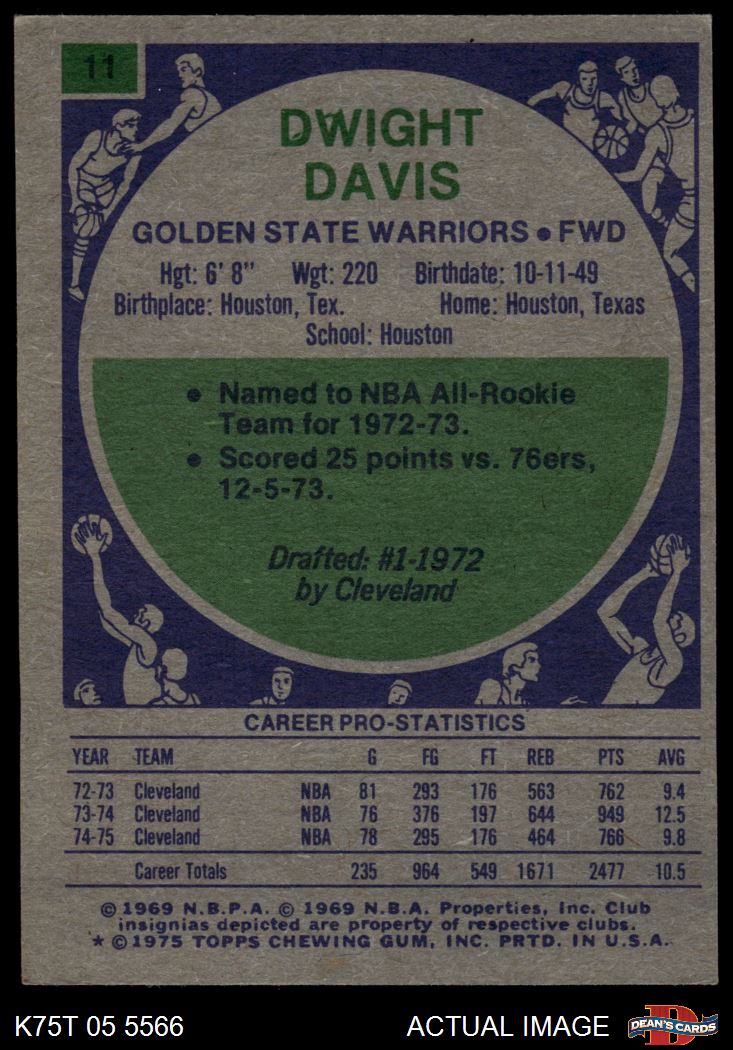 11
DWIGHT
DAVIS
GOLDEN STATE WARRIORS • FWD
Hgt: 6' 8" Wgt: 220 Birthdate: 10-11-49
Birthplace: Houston, Tex. Home: Houston, Texas
School: Houston
• Named to NBA All-Rookie
Team for 1972-73.
• Scored 25 points vs. 76ers,
12-5-73.
Drafted: #1-1972
by Cleveland
CAREER PRO-STATISTICS
YEAR TEAM G FG FT REB PTS AVG
72-73 Cleveland NBA 81 293 176 563 762 9.4
73-74 Cleveland NBA 76 376 197 644 949 12.5
74-75 Cleveland NBA 78 295 176 464 766 9.8
Career Totals 235 964 549 1671 2477 10.5
© 1969 N.B.P.A. © 1969 N.B.A. Properties, Inc. Club
insignias depicted are property of respective clubs.
★ © 1975 TOPPS CHEWING GUM, INC. PRTD. IN U.S.A.
K75T 05 5566 ACTUAL IMAGE D DEAN'S CARDS